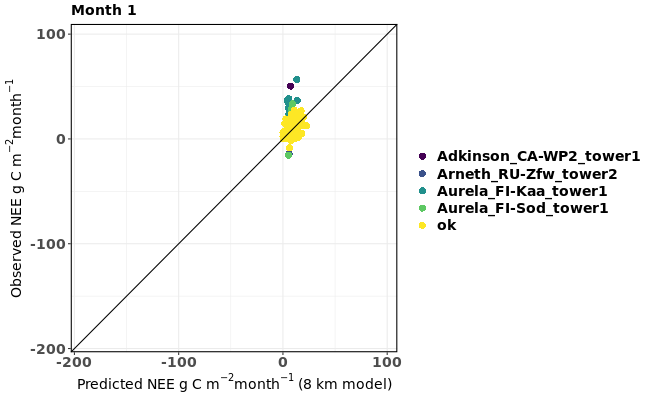 Month 1
100
0
-100
-200
-200
-100
0
100
Observed NEE g C m−2month−1
Predicted NEE g C m−2month−1 (8 km model)
Adkinson_CA-WP2_tower1
Arneth_RU-Zfw_tower2
Aurela_FI-Kaa_tower1
Aurela_FI-Sod_tower1
ok